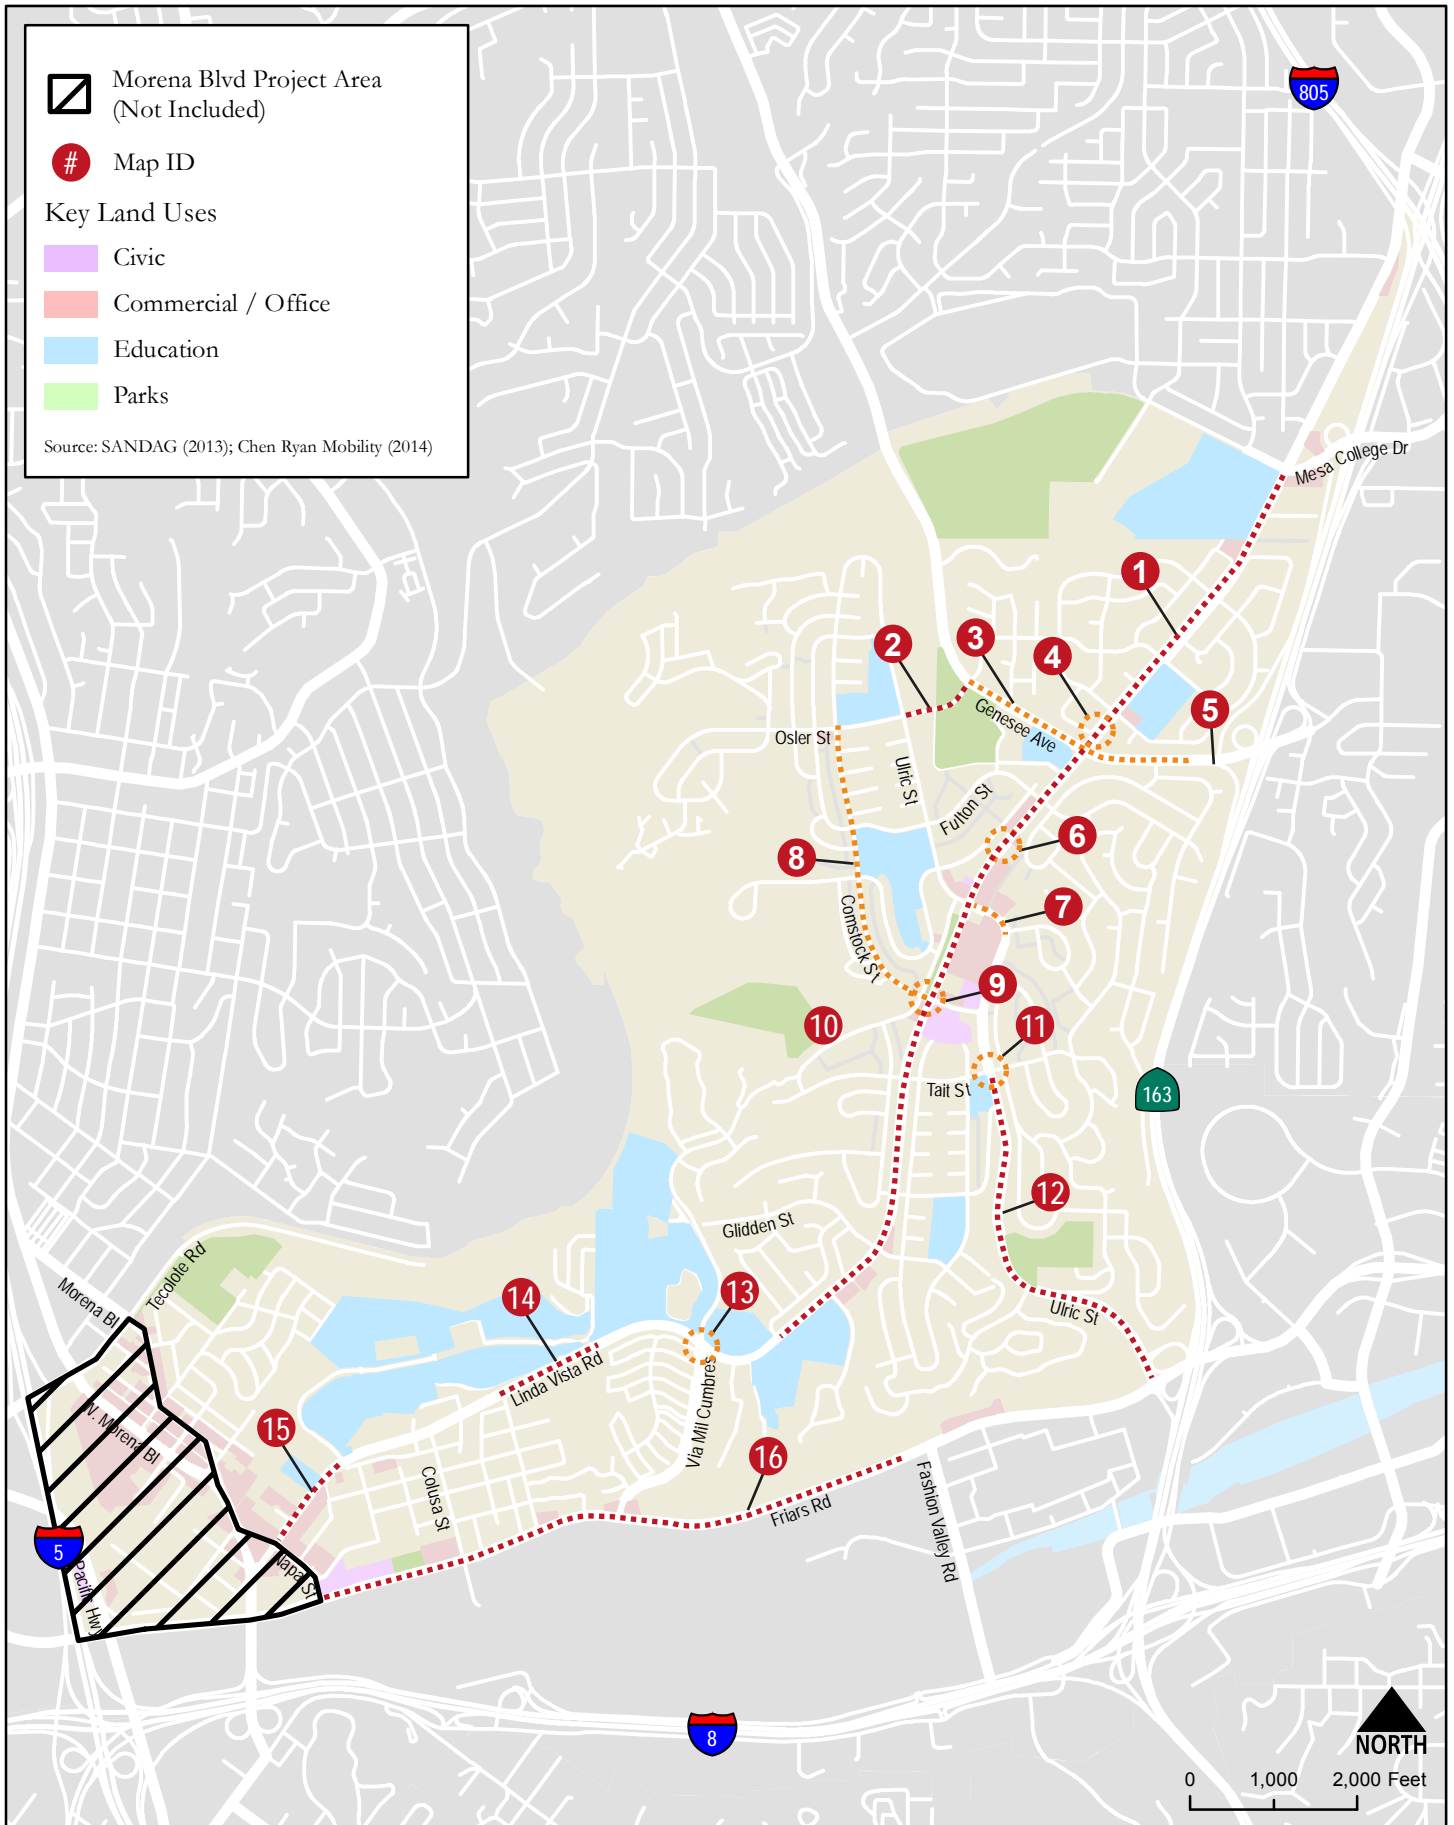 Morena Blvd Project Area
(Not Included)
#
Map ID
Key Land Uses
Civic
Commercial / Office
Education
Parks
Source: SANDAG (2013); Chen Ryan Mobility (2014)
805
Mesa College Dr
1
2
3
4
5
Genesee Ave
Osler St
Ulric St
Fulton St
6
8
7
Comstock St
9
10
11
Tait St
163
12
Glidden St
Tecolote Rd
Morena Bl
13
14
Ulric St
Linda Vista Rd
Via Mil Cumbres
W. Morena Bl
15
16
Colusa St
Friars Rd
Fashion Valley Rd
5
Napa St
Pacific Hwy
8
NORTH
0 1,000 2,000 Feet